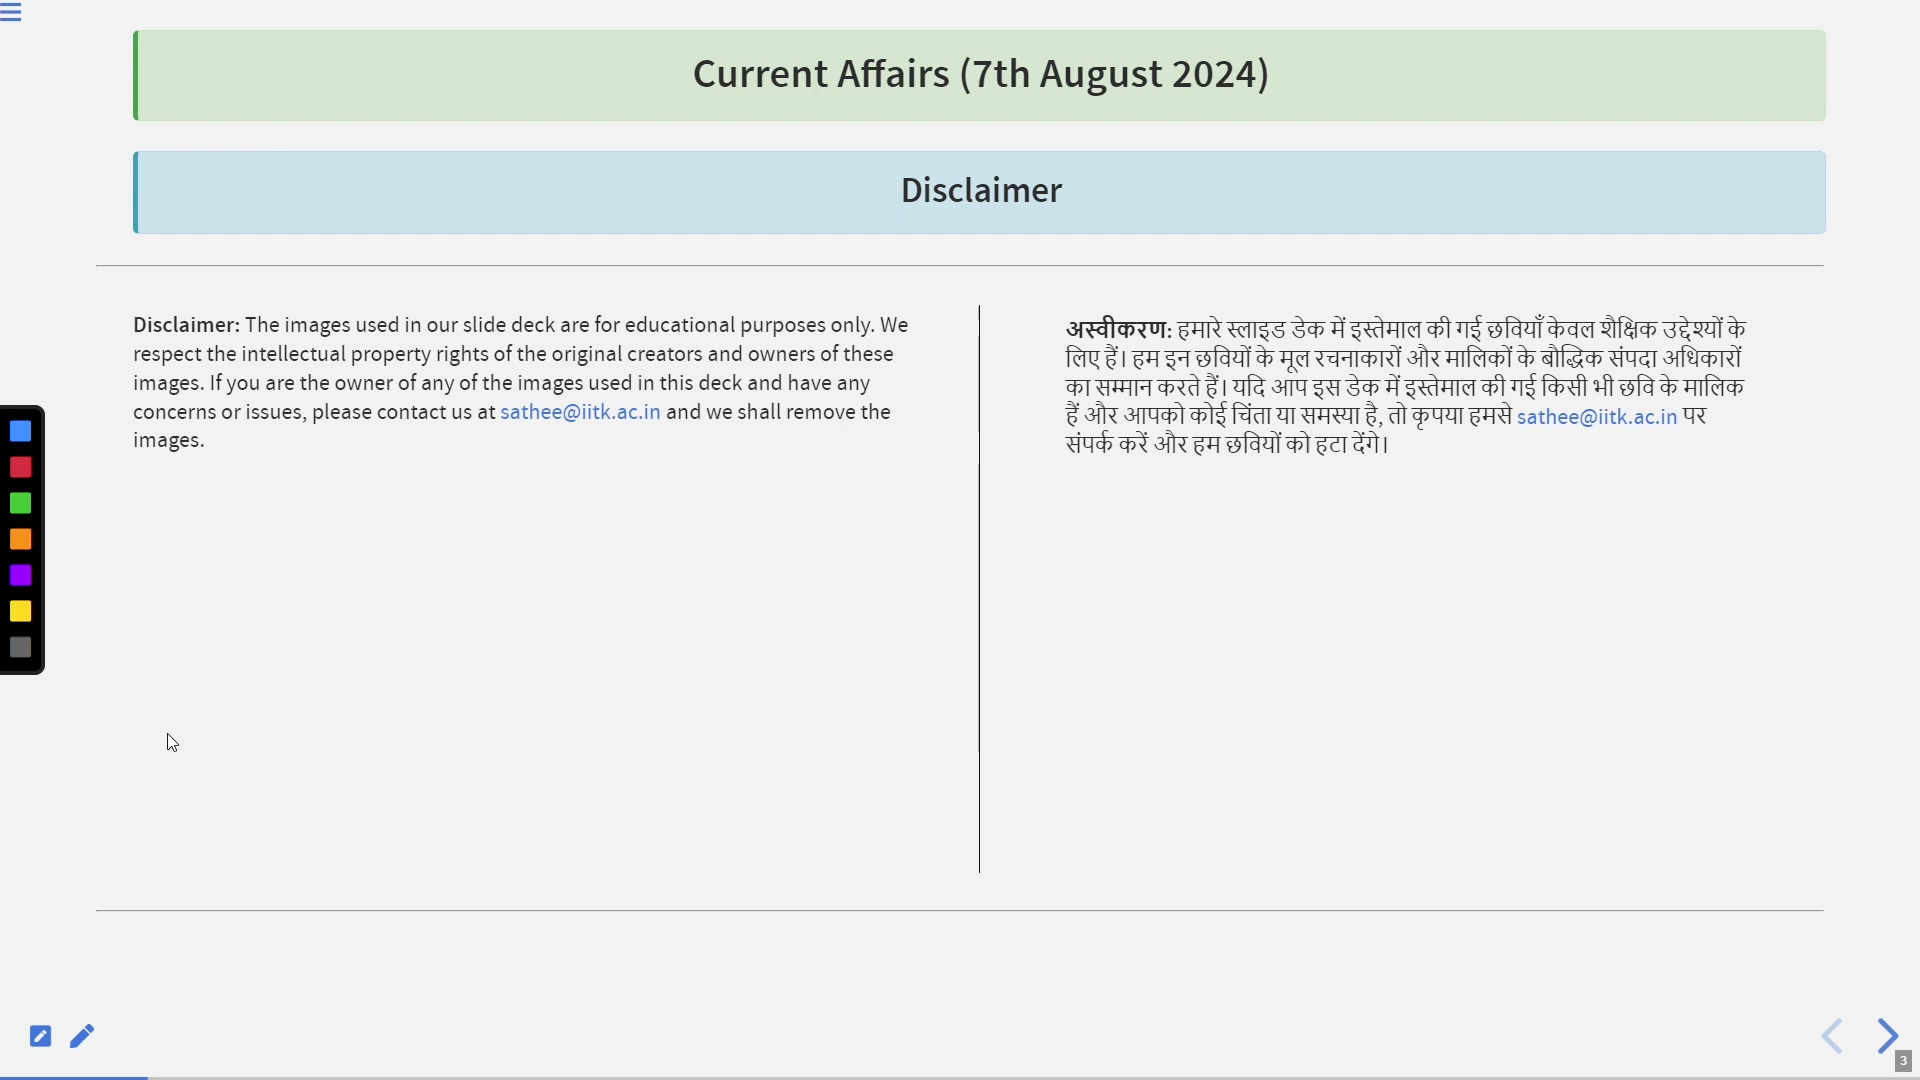 Current Affairs (7th August 2024)
Disclaimer
Disclaimer: The images used in our slide deck are for educational purposes only. We
respect the intellectual property rights of the original creators and owners of these
images. If you are the owner of any of the images used in this deck and have any
concerns or issues, please contact us at sathee@iitk.ac.in and we shall remove the
images.
अस्वीकरण: हमारे स्लाइड डेक में इस्तेमाल की गई छवियाँ केवल शैक्षिक उद्देश्यों के
लिए हैं। हम इन छवियों के मूल रचनाकारों और मालिकों के बौद्धिक संपदा अधिकारों
का सम्मान करते हैं। यदि आप इस डेक में इस्तेमाल की गई किसी भी छवि के मालिक
हैं और आपको कोई चिंता या समस्या है, तो कृपया हमसे sathee@iitk.ac.in पर
संपर्क करें और हम छवियों को हटा देंगे।
3